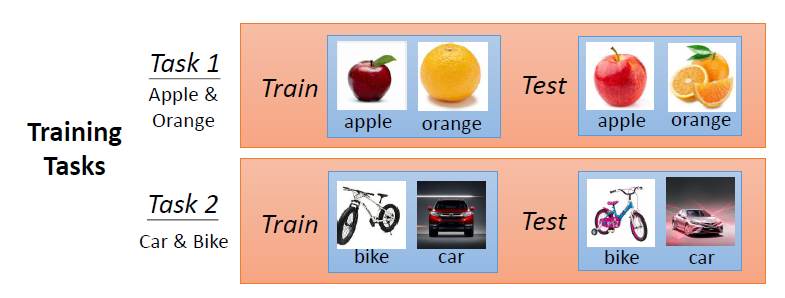 Training
Tasks
Task 1
Apple &
Orange
Train
apple
orange
Test
apple
orange
Task 2
Car & Bike
Train
bike
car
Test
bike
car